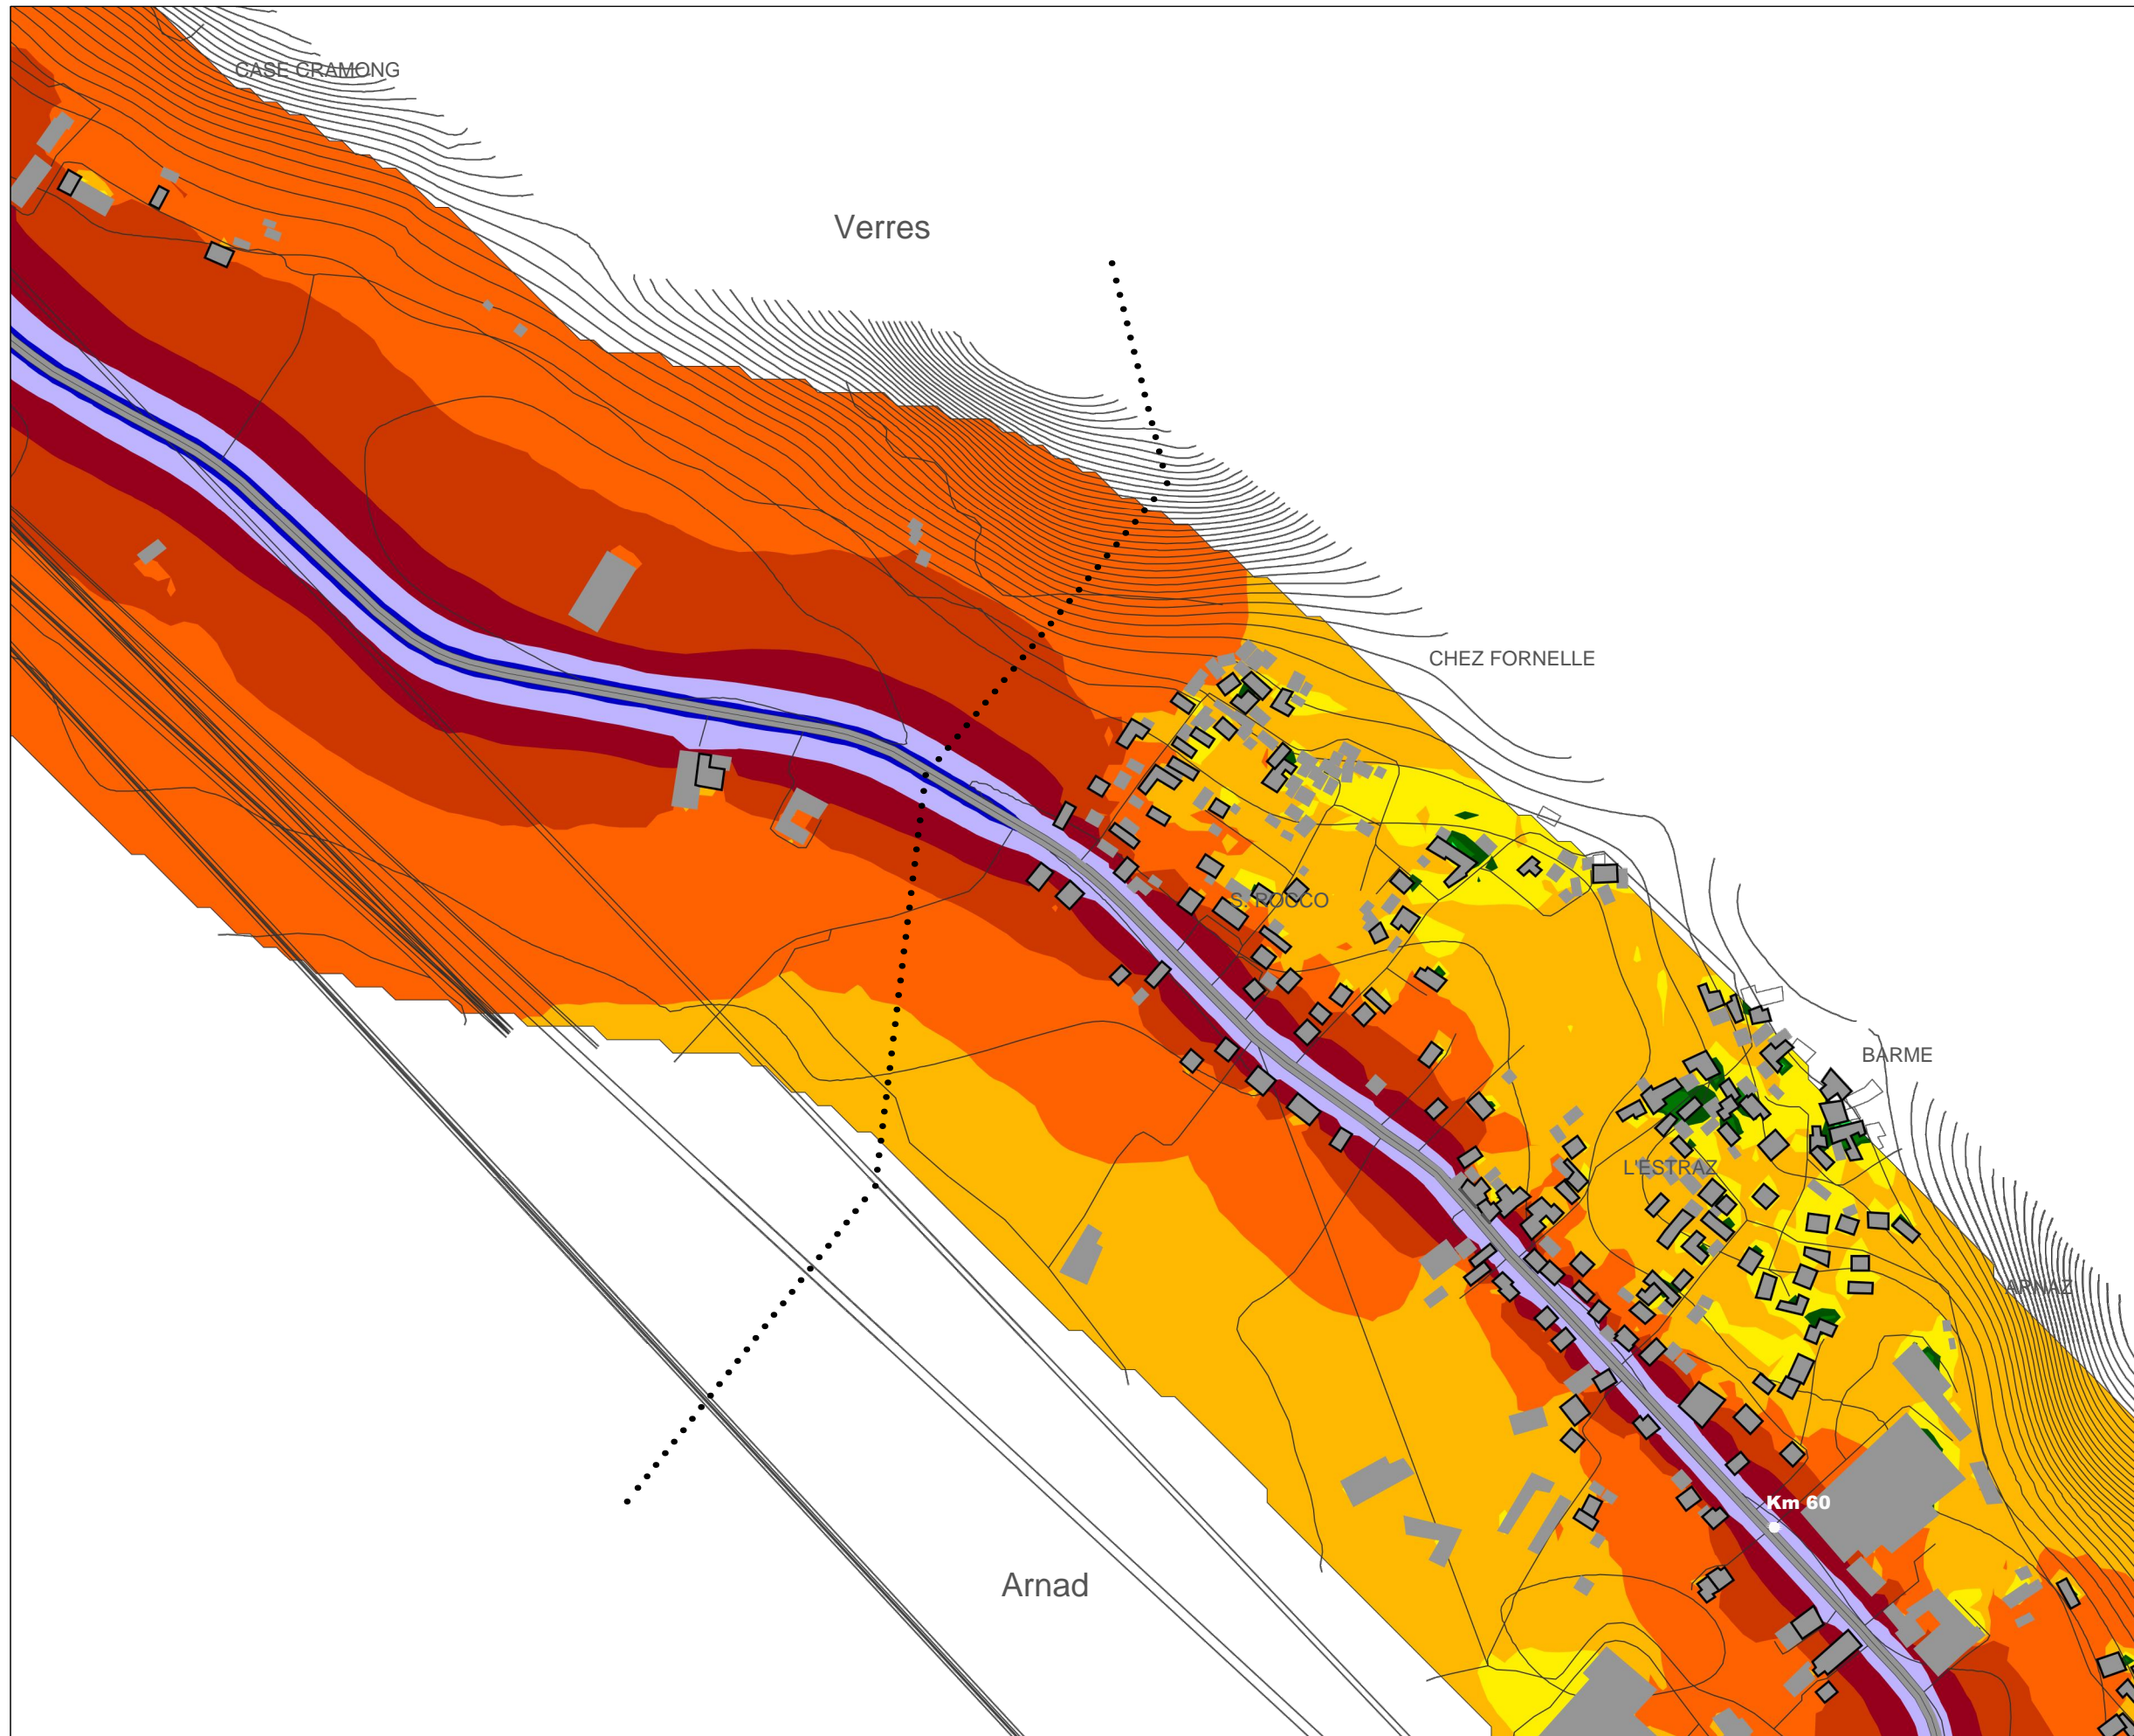 CASE CRAMONG
Verres
CHEZ FORNELLE
S. ROCCO
BARME
L'ESTRAZ
ARNAZ
Km 60
Arnad